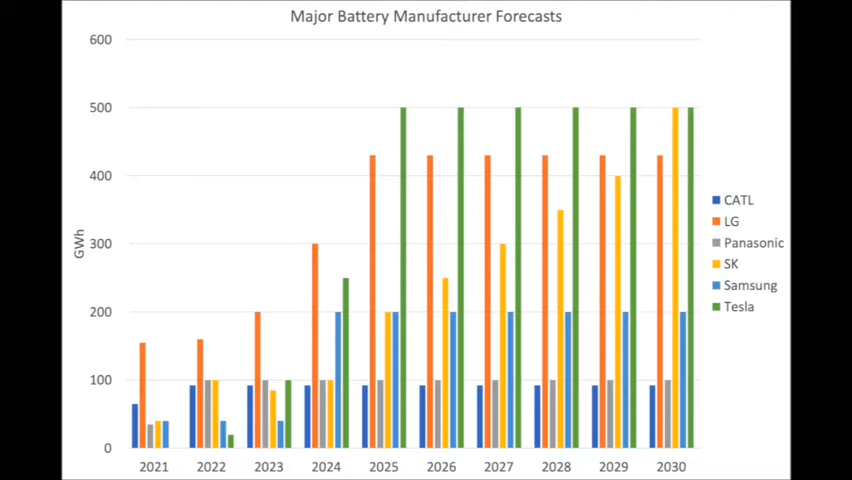 Major Battery Manufacturer Forecasts
600
500
400
300
200
100
0
GWh
2021 2022 2023 2024 2025 2026 2027 2028 2029 2030
CATL
LG
Panasonic
SK
Samsung
Tesla